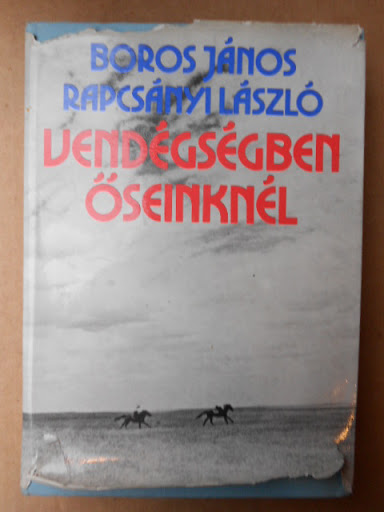 BOROS JÁNOS
RAPCSÁNYI LÁSZLÓ
VENDÉGSÉGBEN
ŐSEINKNÉL